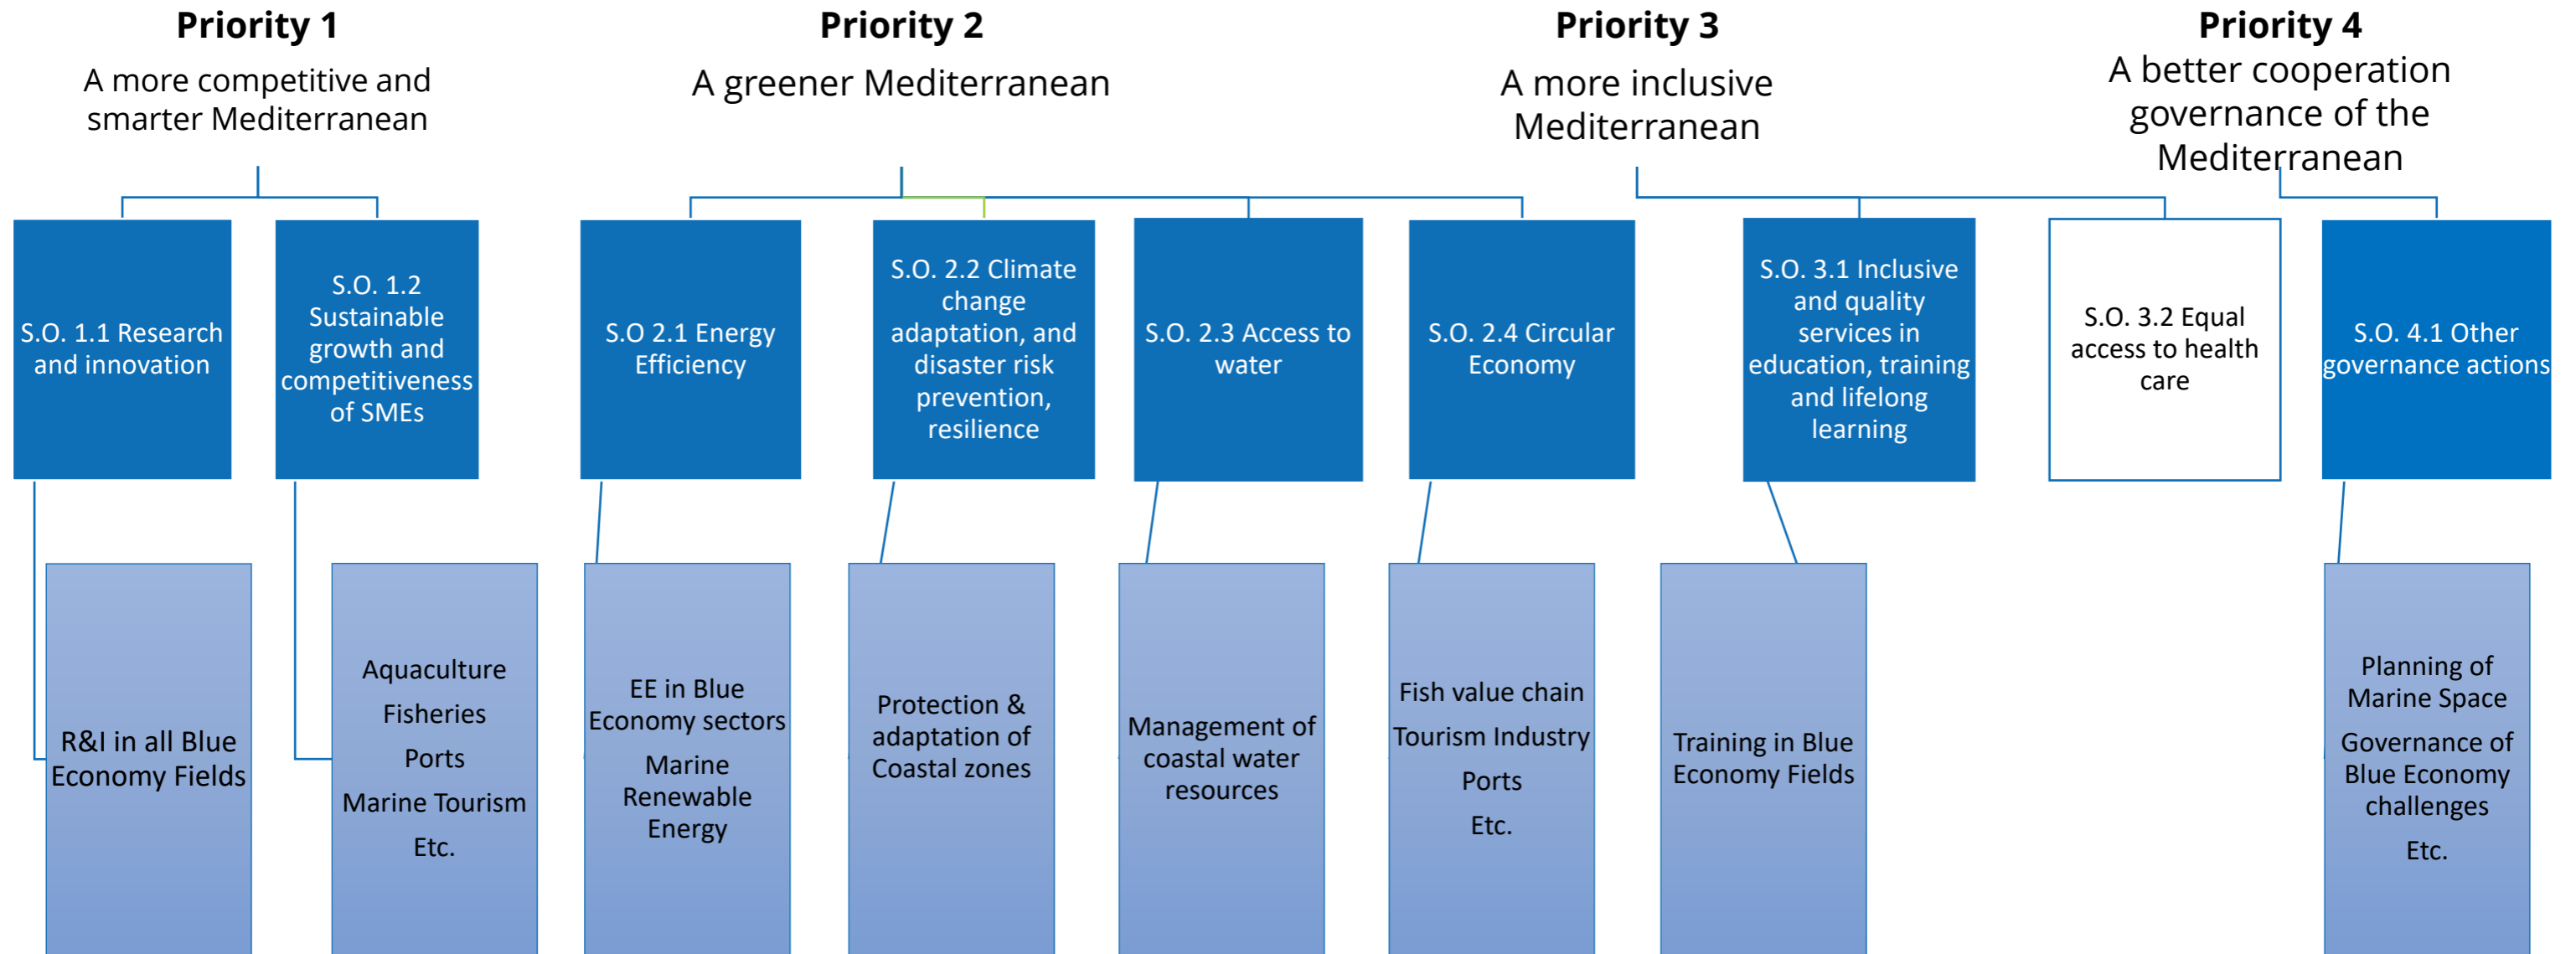 Priority 1
A more competitive and
smarter Mediterranean
Priority 2
A greener Mediterranean
Priority 3
A more inclusive
Mediterranean
Priority 4
A better cooperation
governance of the
Mediterranean
S.O. 1.1 Research
and innovation
S.O. 1.2
Sustainable
growth and
competitiveness
of SMEs
S.O 2.1 Energy
Efficiency
S.O. 2.2 Climate
change
adaptation, and
disaster risk
prevention,
resilience
S.O. 2.3 Access to
water
S.O. 2.4 Circular
Economy
S.O. 3.1 Inclusive
and quality
services in
education, training
and lifelong
learning
S.O. 3.2 Equal
access to health
care
S.O. 4.1 Other
governance actions
R&I in all Blue
Economy Fields
Aquaculture
Fisheries
Ports
Marine Tourism
Etc.
EE in Blue
Economy sectors
Marine
Renewable
Energy
Protection &
adaptation of
Coastal zones
Management of
coastal water
resources
Fish value chain
Tourism Industry
Ports
Etc.
Training in Blue
Economy Fields
Planning of
Marine Space
Governance of
Blue Economy
challenges
Etc.